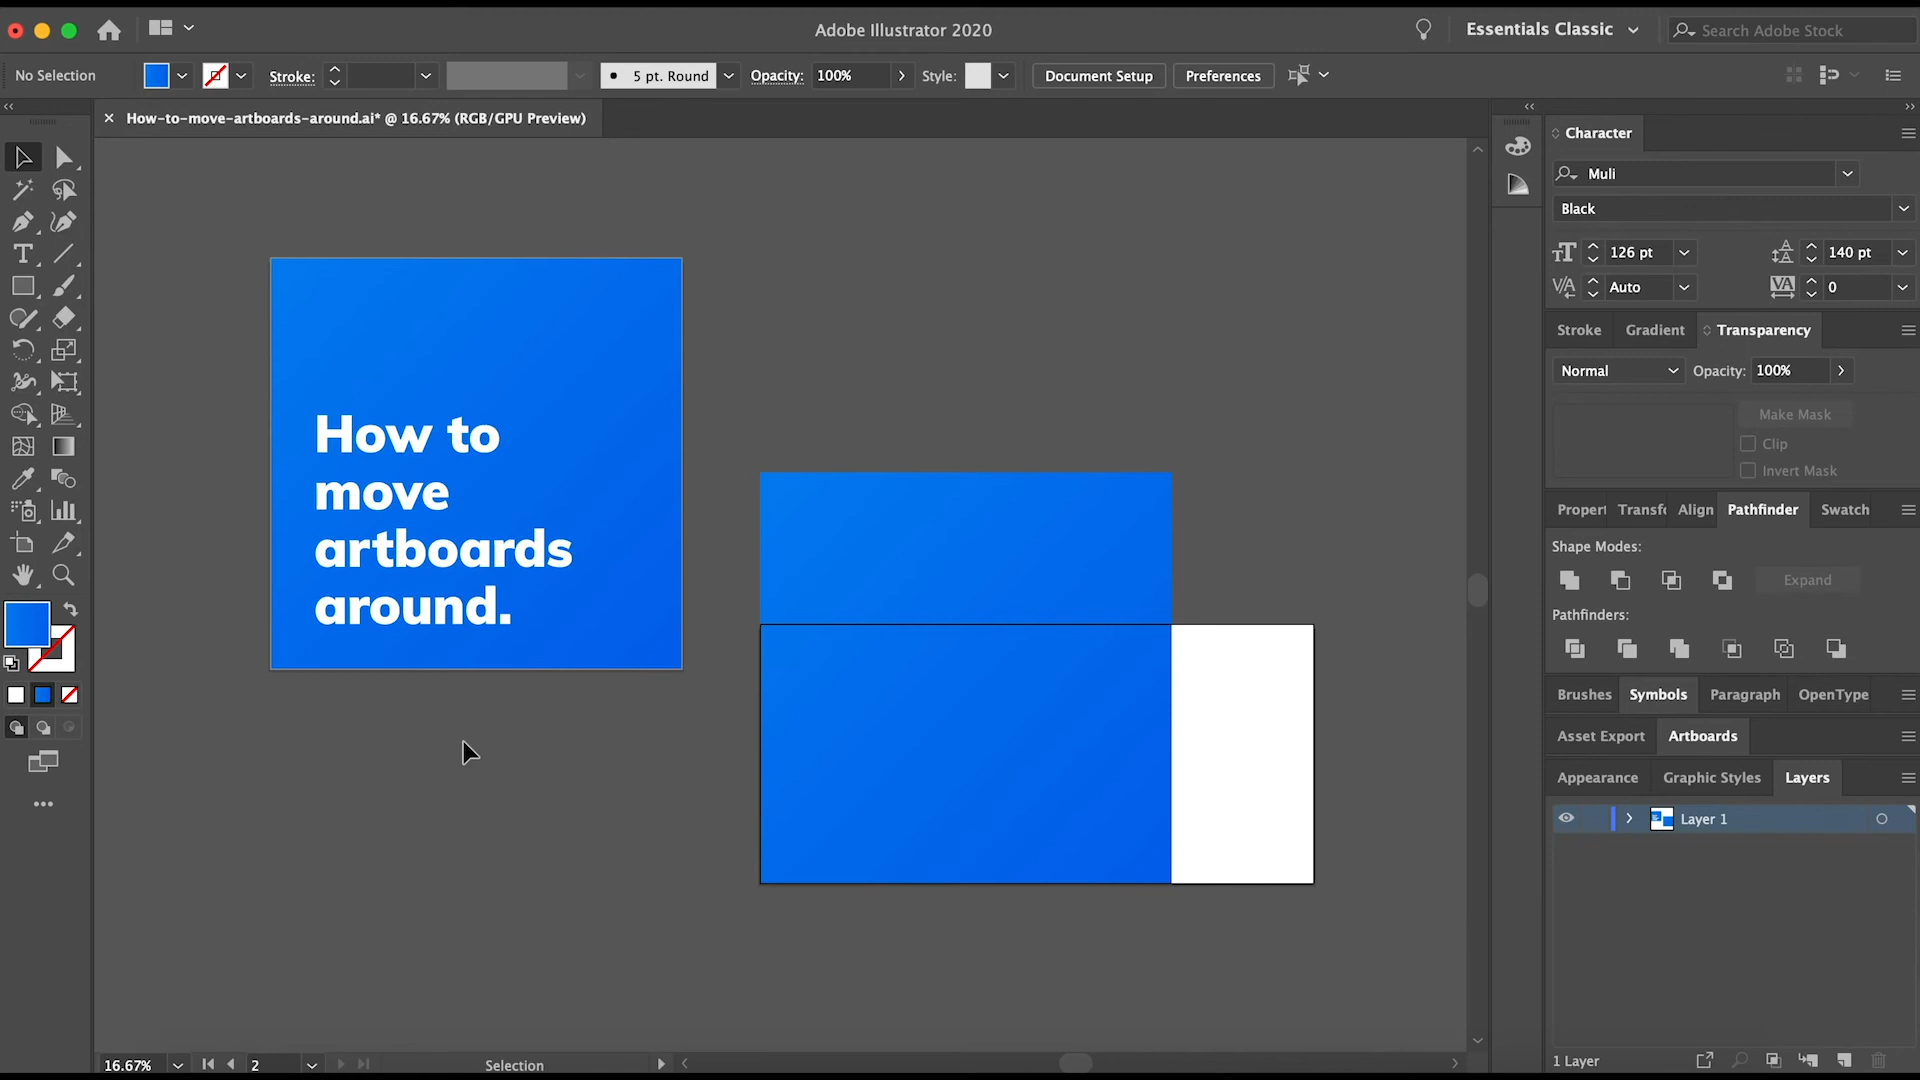 Adobe Illustrator 2020
Essentials Classic
Search Adobe Stock
No Selection
Stroke:
5 pt. Round
Opacity:
100%
Style:
Document Setup
Preferences
How-to-move-artboards-around.ai* @ 16.67% (RGB/GPU Preview)
How to
move
artboards
around.
Character
Muli
Black
126 pt
140 pt
Auto
0
Stroke
Gradient
Transparency
Normal
Opacity:
100%
Make Mask
Clip
Invert Mask
Propert
Transfo
Align
Pathfinder
Swatch
Shape Modes:
Expand
Pathfinders:
Brushes
Symbols
Paragraph
OpenType
Asset Export
Artboards
Appearance
Graphic Styles
Layers
Layer 1
16.67%
2
Selection
1 Layer